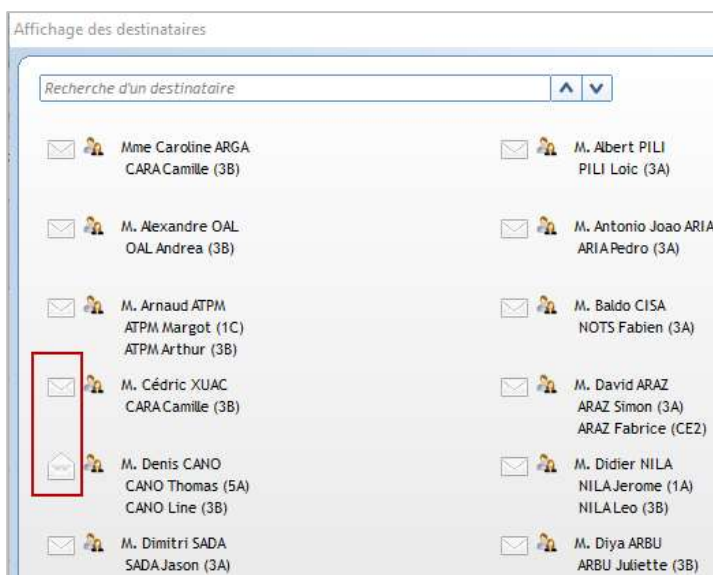 Affichage des destinataires
Recherche d'un destinataire
Mme Caroline ARGA
CARA Camille (3B)
M. Alexandre OAL
OAL Andrea (3B)
M. Arnaud ATPM
ATPM Margot (1C)
ATPM Arthur (3B)
M. Cédric XUAC
CARA Camille (3B)
M. Denis CANO
CANO Thomas (5A)
CANO Line (3B)
M. Dimitri SADA
SADA Jason (3A)
M. Albert PILI
PILI Loic (3A)
M. Antonio Joao ARIA
ARIA Pedro (3A)
M. Baldo CISA
NOTS Fabien (3A)
M. David ARAZ
ARAZ Simon (3A)
ARAZ Fabrice (CE2)
M. Didier NILA
NILA Jerome (1A)
NILA Leo (3B)
M. Diya ARBU
ARBU Juliette (3B)